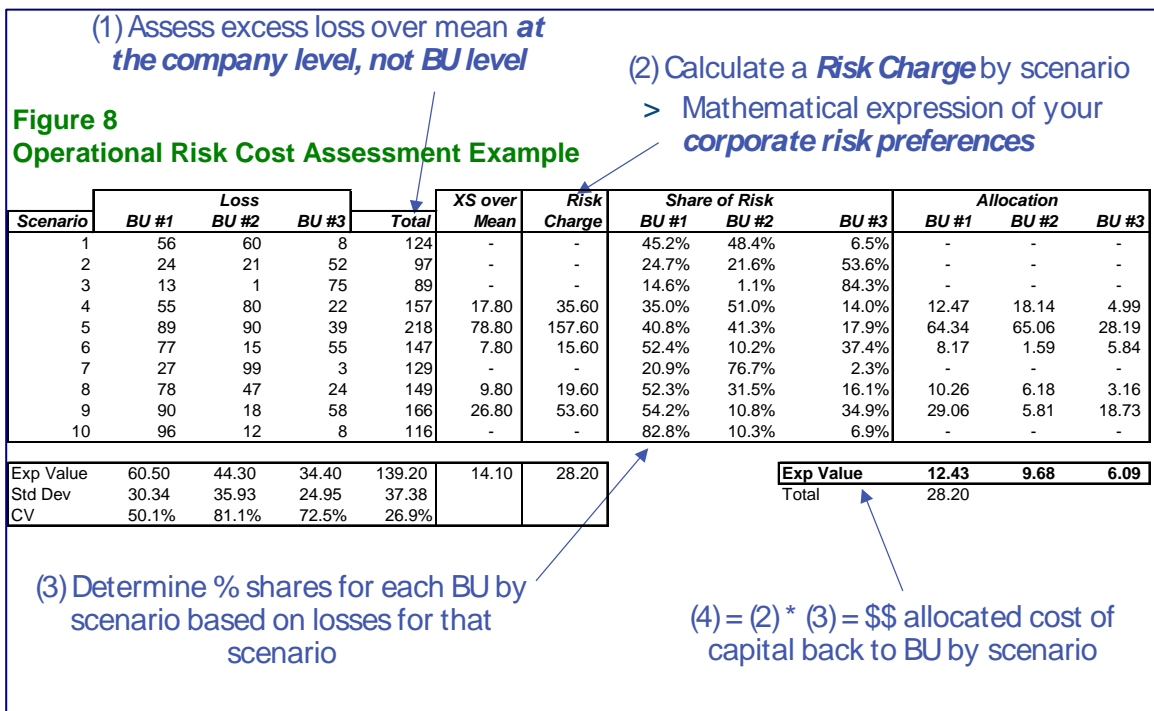 (1) Assess excess loss over mean at
the company level, not BU level
(2) Calculate a Risk Charge by scenario
> Mathematical expression of your
corporate risk preferences
Figure 8
Operational Risk Cost Assessment Example
Loss XS over Risk Share of Risk Allocation
Scenario BU #1 BU #2 BU #3 Total Mean Charge BU #1 BU #2 BU #3 BU #1 BU #2 BU #3
1 56 60 8 124 - - 45.2% 48.4% 6.5% - - -
2 24 21 52 97 - - 24.7% 21.6% 53.6% - - -
3 13 1 75 89 - - 14.6% 1.1% 84.3% - - -
4 55 80 22 157 17.80 35.60 35.0% 51.0% 14.0% 12.47 18.14 4.99
5 89 90 39 218 78.80 157.60 40.8% 41.3% 17.9% 64.34 65.06 28.19
6 77 15 55 147 7.80 15.60 52.4% 10.2% 37.4% 8.17 1.59 5.84
7 27 99 3 129 - - 20.9% 76.7% 2.3% - - -
8 78 47 24 149 9.80 19.60 52.3% 31.5% 16.1% 10.26 6.18 3.16
9 90 18 58 166 26.80 53.60 54.2% 10.8% 34.9% 29.06 5.81 18.73
10 96 12 8 116 - - 82.8% 10.3% 6.9% - - -
Exp Value 60.50 44.30 34.40 139.20 14.10 28.20 Exp Value 12.43 9.68 6.09
Std Dev 30.34 35.93 24.95 37.38 Total 28.20
CV 50.1% 81.1% 72.5% 26.9%
(3) Determine % shares for each BU by
scenario based on losses for that
scenario
(4) = (2) * (3) = $$ allocated cost of
capital back to BU by scenario